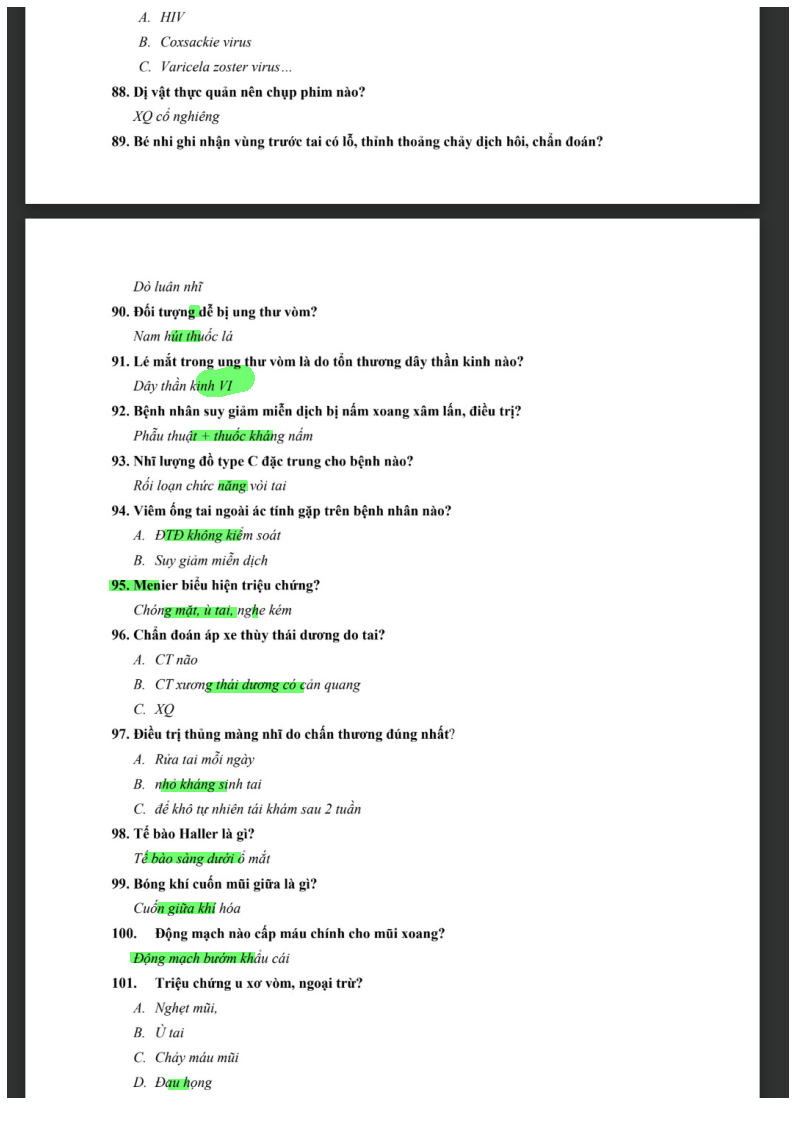 A. HIV
B. Coxsackie virus
C. Varicela zoster virus…
88. Dị vật thực quản nên chụp phim nào?
XQ cổ nghiêng
89. Bé nhi ghi nhận vùng trước tai có lỗ, thỉnh thoảng chảy dịch hôi, chẩn đoán?
Dò luân nhĩ
90. Đối tượng dễ bị ung thư vòm?
Nam hút thuốc lá
91. Lé mắt trong ung thư vòm là do tổn thương dây thần kinh nào?
Dây thần kinh VI
92. Bệnh nhân suy giảm miễn dịch bị nấm xoang xâm lấn, điều trị?
Phẫu thuật + thuốc kháng nấm
93. Nhĩ lượng đồ type C đặc trung cho bệnh nào?
Rối loạn chức năng vòi tai
94. Viêm ống tai ngoài ác tính gặp trên bệnh nhân nào?
A. ĐTĐ không kiểm soát
B. Suy giảm miễn dịch
95. Menier biểu hiện triệu chứng?
Chóng mặt, ù tai, nghe kém
96. Chẩn đoán áp xe thùy thái dương do tai?
A. CT não
B. CT xương thái dương có cản quang
C. XQ
97. Điều trị thủng màng nhĩ do chấn thương đúng nhất?
A. Rửa tai mỗi ngày
B. nhỏ kháng sinh tai
C. để khô tự nhiên tái khám sau 2 tuần
98. Tế bào Haller là gì?
Tế bào sàng dưới ổ mắt
99. Bóng khí cuốn mũi giữa là gì?
Cuốn giữa khí hóa
100. Động mạch nào cấp máu chính cho mũi xoang?
Động mạch bướm khẩu cái
101. Triệu chứng u xơ vòm, ngoại trừ?
A. Nghẹt mũi,
B. Ù tai
C. Chảy máu mũi
D. Đau họng